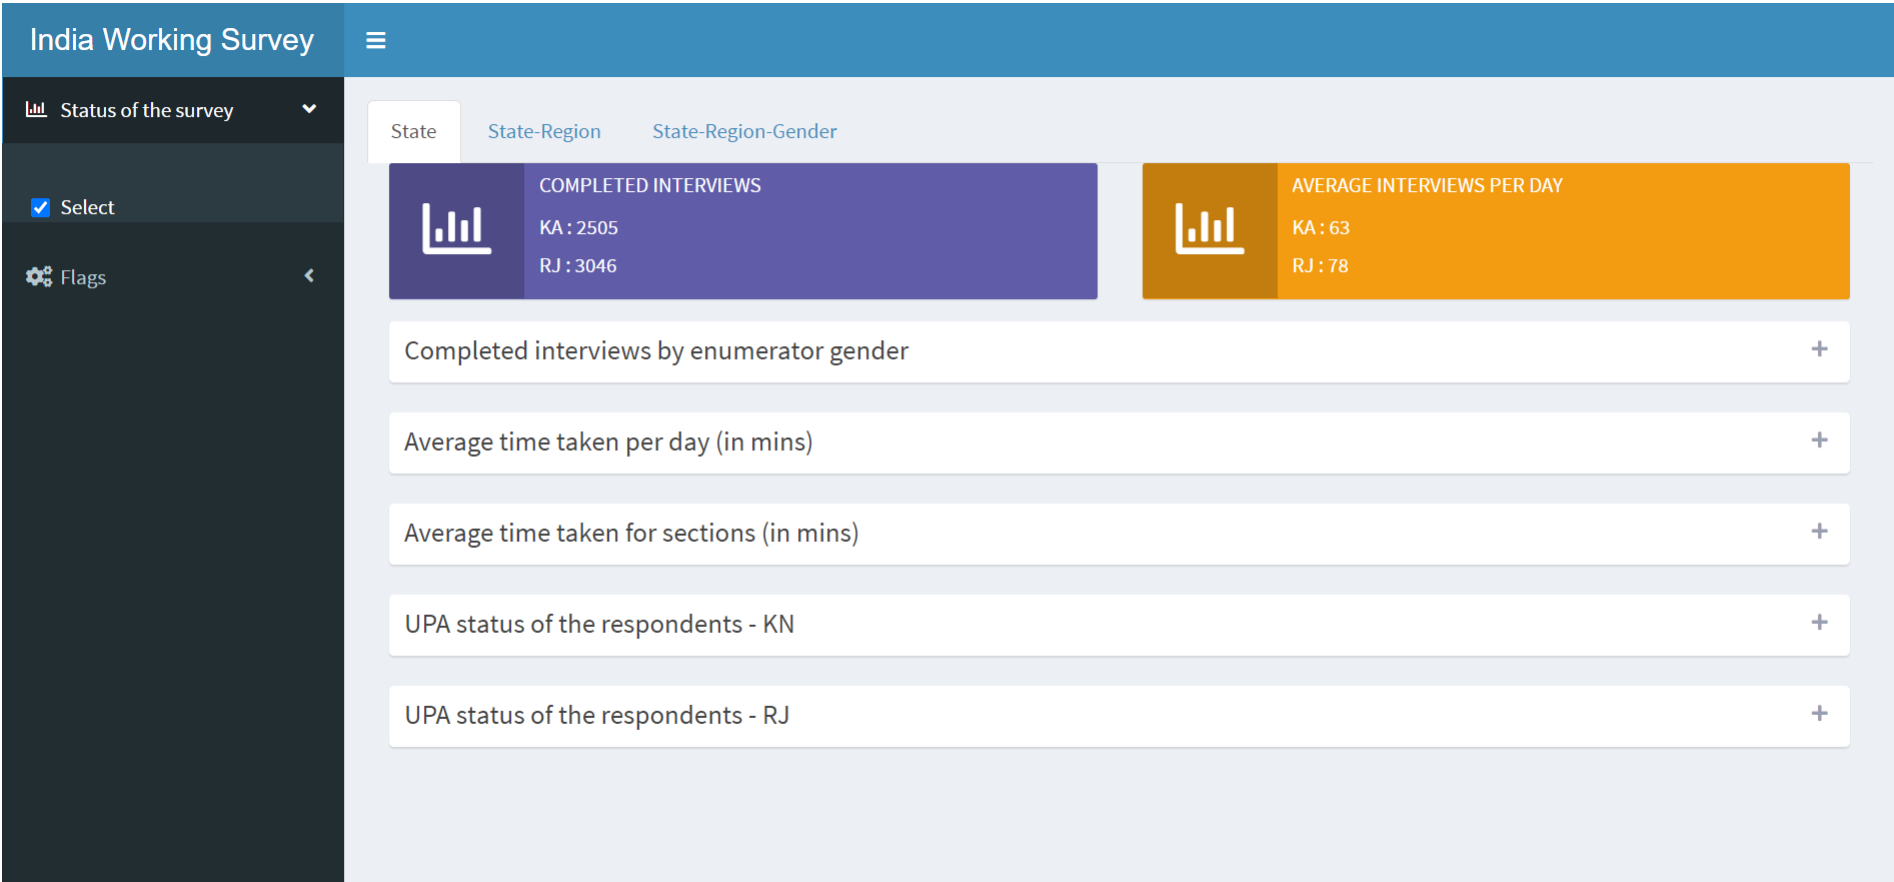 India Working Survey
Status of the survey
Select
Flags
State
State-Region
State-Region-Gender
COMPLETED INTERVIEWS
KA : 2505
RJ : 3046
AVERAGE INTERVIEWS PER DAY
KA : 63
RJ : 78
Completed interviews by enumerator gender
Average time taken per day (in mins)
Average time taken for sections (in mins)
UPA status of the respondents - KN
UPA status of the respondents - RJ